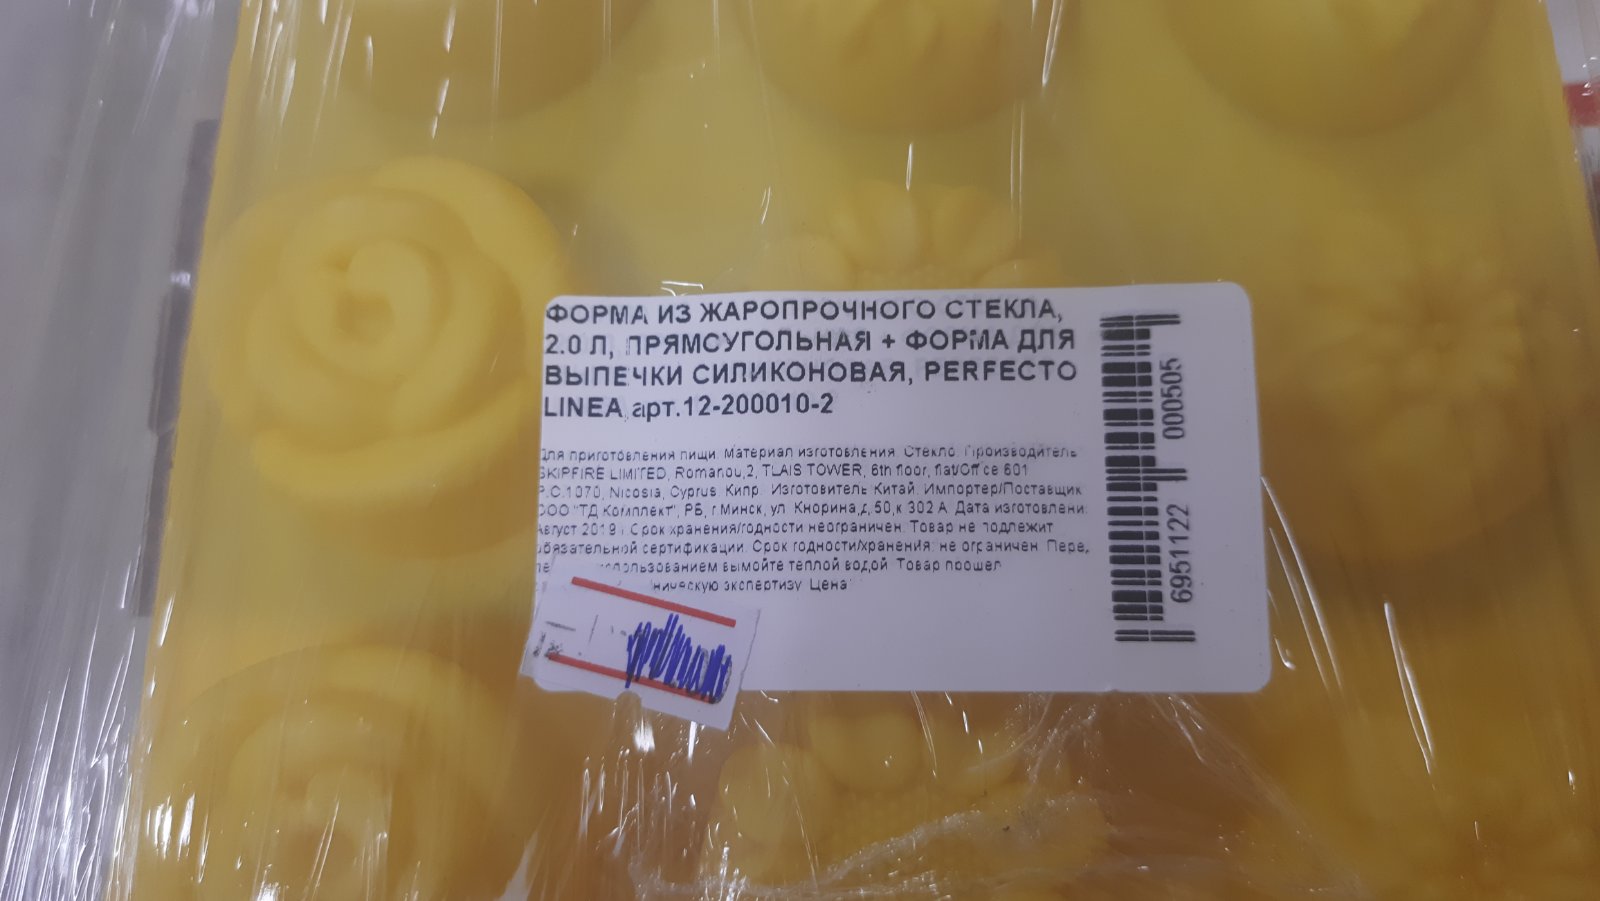 ФОРМА ИЗ ЖАРОПРОЧНОГО СТЕКЛА,
2.0 Л, ПРЯМСУГОЛЬНАЯ + ФОРМА ДЛЯ
ВЫПЕЧКИ СИЛИКОНОВАЯ, PERFECTO
LINEA арт.12-200010-2
Для приготовления пищи. Материал изготовления: Стекло. Производитель:
SKIPFIRE LIMITED, Romanou,2, TLAIS TOWER, 6th floor, flat/Office 601
P.C.1070, Nicosia, Cyprus. Кипр. Изготовитель Китай. Импортер/Поставщик
ООО "ТД Комплект", РБ, г.Минск, ул. Кнорина,д, 50,к 302 А. Дата изготовлени
Август 2019 г. Срок хранения/годности неограничен. Товар не подлежит
обязательной сертификации. Срок годности/хранения: не ограничен. Пере,
использованием вымойте теплой водой. Товар прошел
экспертизу. Цена
6951122 000505